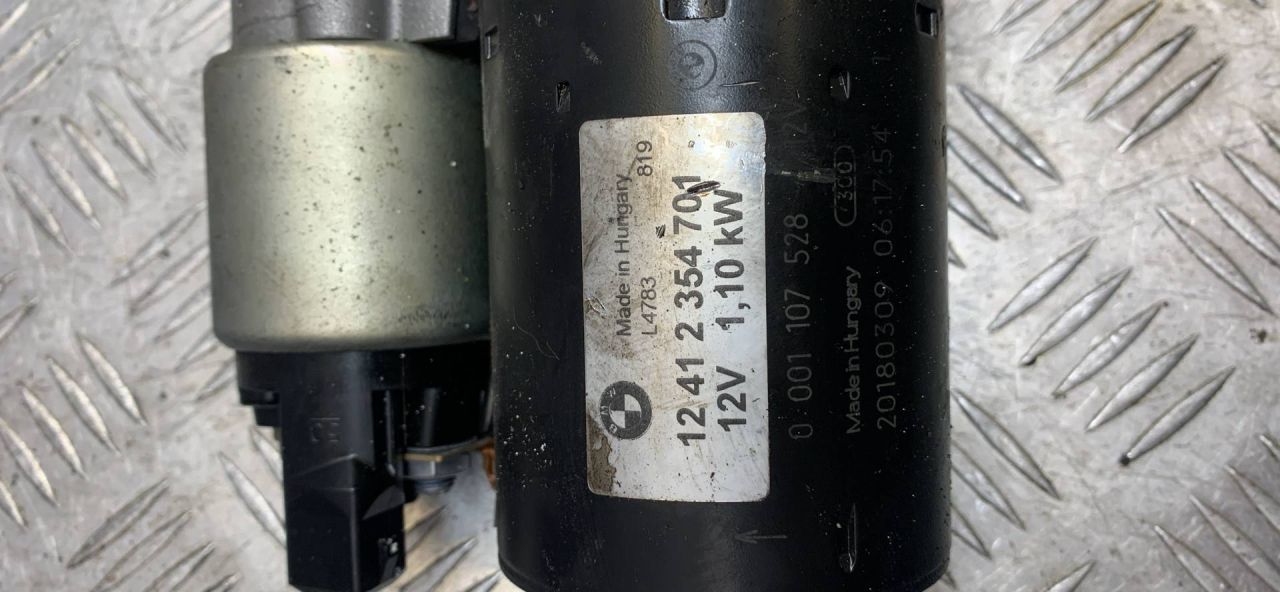 Made in Hungary 819
L4783
12 41 2 354 701
12V 1,10 kW
0 001 107 528
Made in Hungary 300
20180309 06:17:54